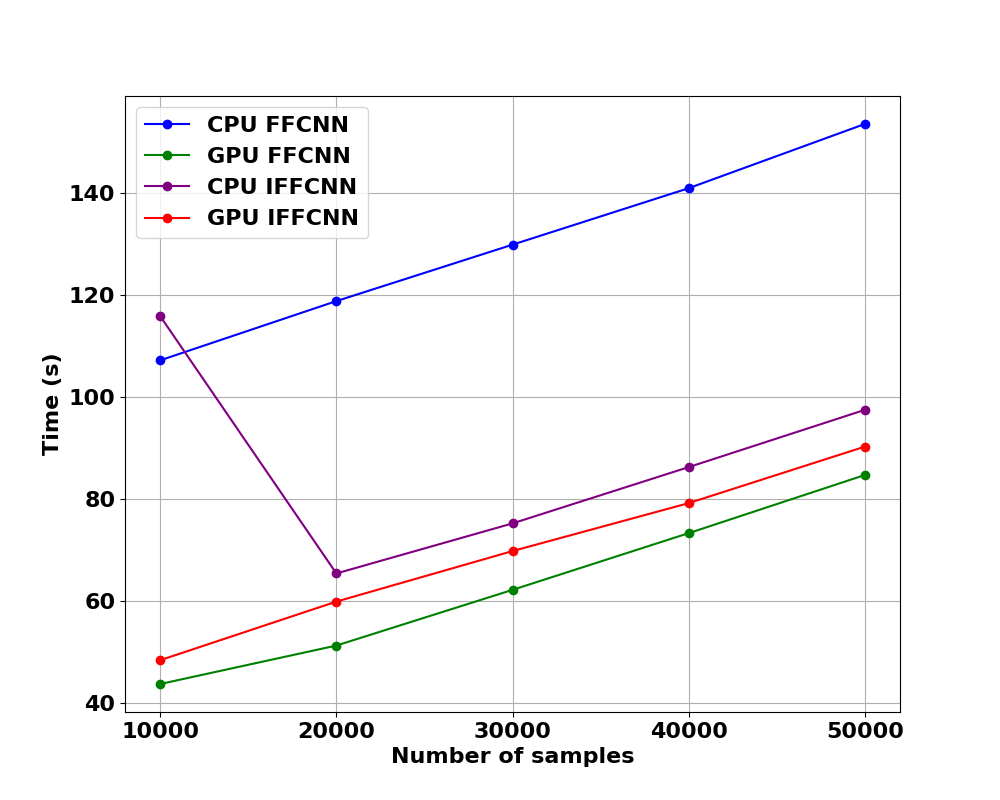 CPU FFCNN
GPU FFCNN
CPU IFFCNN
GPU IFFCNN
140
120
100
80
60
40
Time (s)
10000 20000 30000 40000 50000
Number of samples